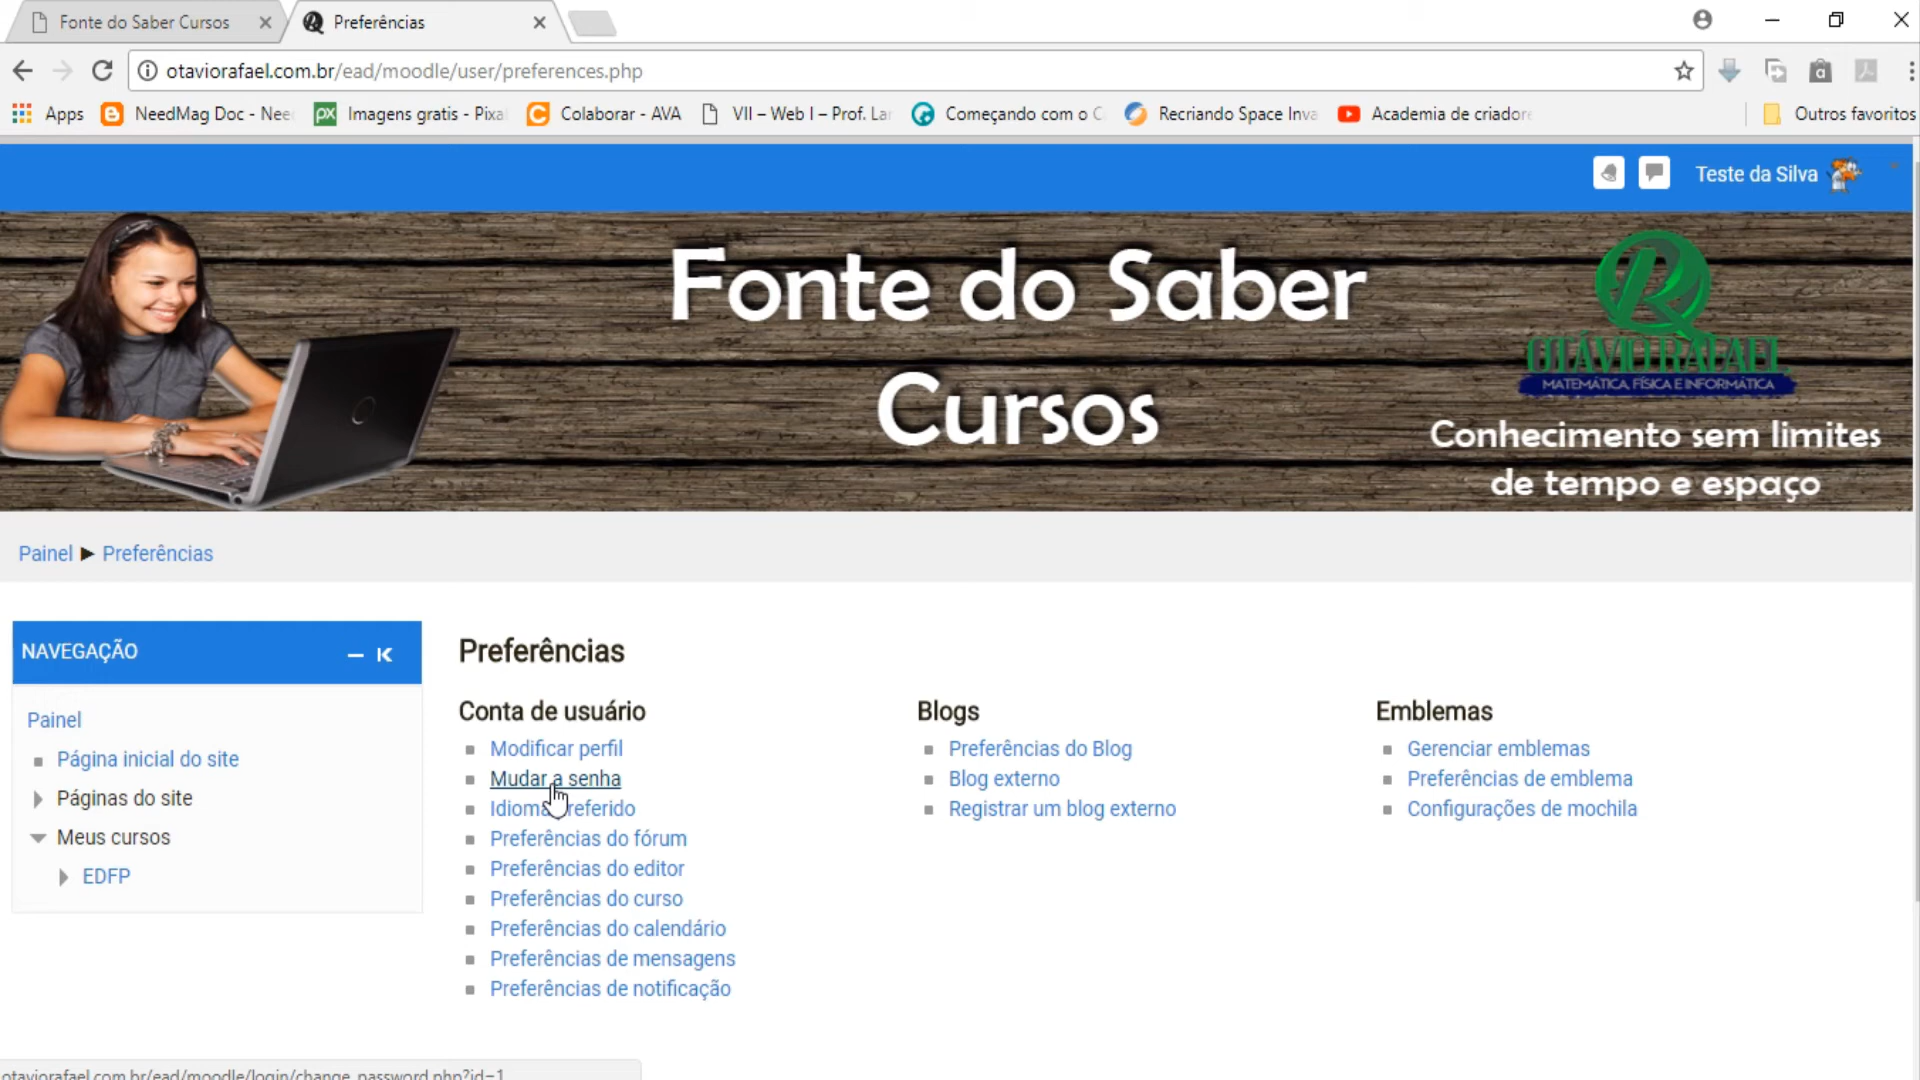 Fonte do Saber Cursos
Preferências
otaviorafael.com.br/ead/moodle/user/preferences.php
Apps
NeedMag Doc - Nee
Imagens gratis - Pixa
Colaborar - AVA
VII – Web I – Prof. Lar
Começando com o C
Recriando Space Inva
Academia de criador
Outros favoritos
Teste da Silva
Fonte do Saber
Cursos
OTÁVIO RAFAEL
MATEMÁTICA, FÍSICA E INFORMÁTICA
Conhecimento sem limites
de tempo e espaço
Painel ► Preferências
NAVEGAÇÃO
Painel
Página inicial do site
Páginas do site
Meus cursos
EDFP
Preferências
Conta de usuário
Modificar perfil
Mudar a senha
Idioma preferido
Preferências do fórum
Preferências do editor
Preferências do curso
Preferências do calendário
Preferências de mensagens
Preferências de notificação
Blogs
Preferências do Blog
Blog externo
Registrar um blog externo
Emblemas
Gerenciar emblemas
Preferências de emblema
Configurações de mochila
otaviorafael.com.br/ead/moodle/login/change_password.php?id=1